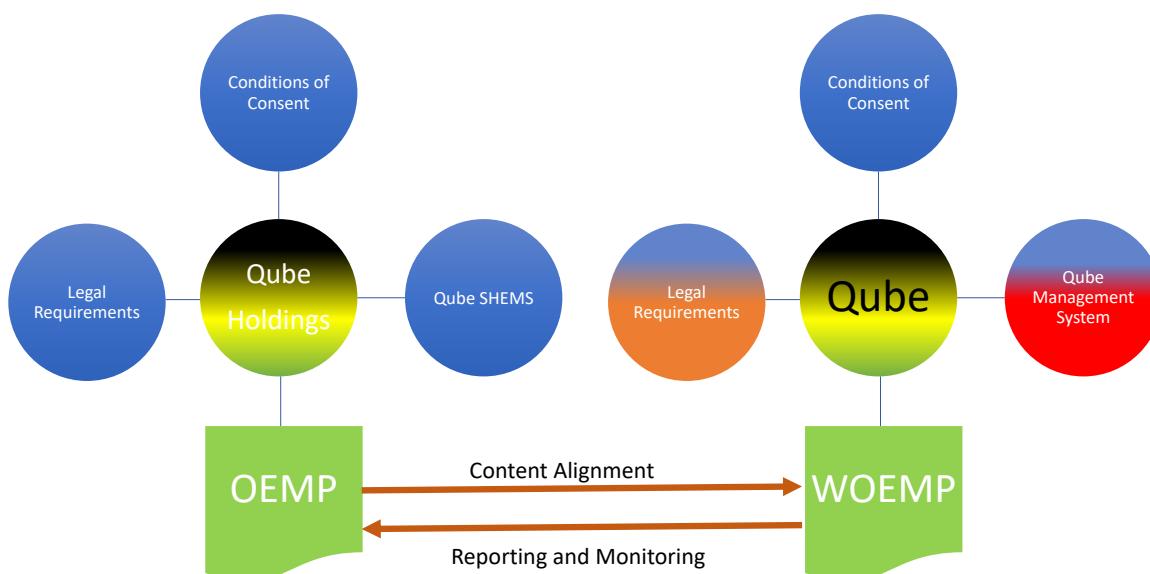 Conditions of
Consent
Conditions of
Consent
Legal
Requirements
Qube
Holdings
Qube SHEMS
Legal
Requirements
Qube
Qube
Management
System
OEMP
Content Alignment
WOEMP
Reporting and Monitoring